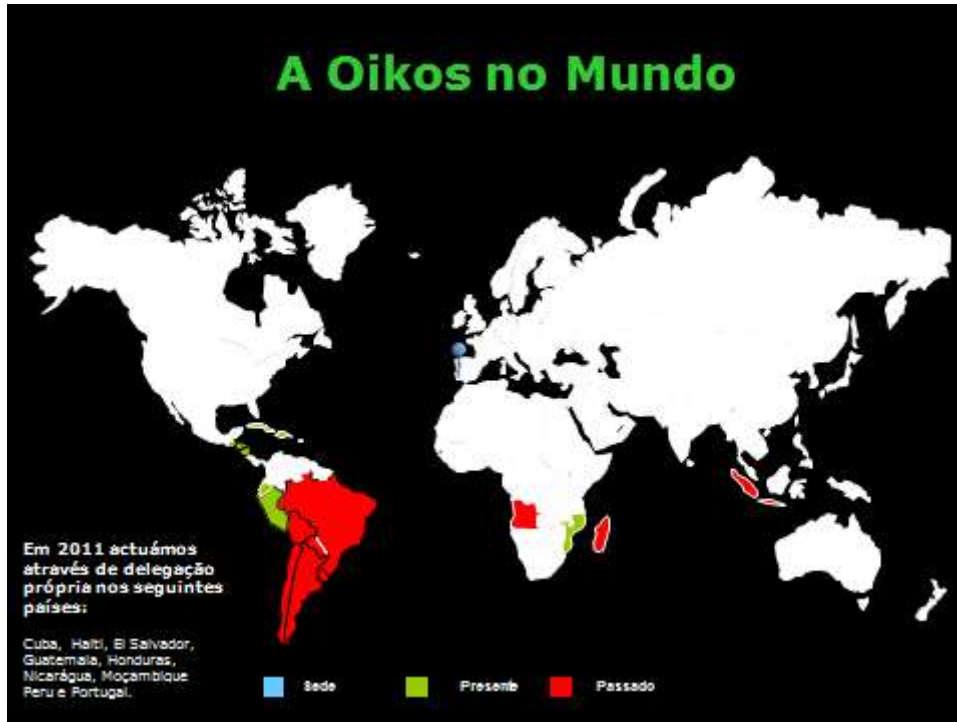 A Oikos no Mundo
Em 2011 actuámos
através de delegação
própria nos seguintes
países:
Cuba, Haiti, El Salvador,
Guatemala, Honduras,
Nicarágua, Moçambique
Peru e Portugal.
Sede Presente Passado